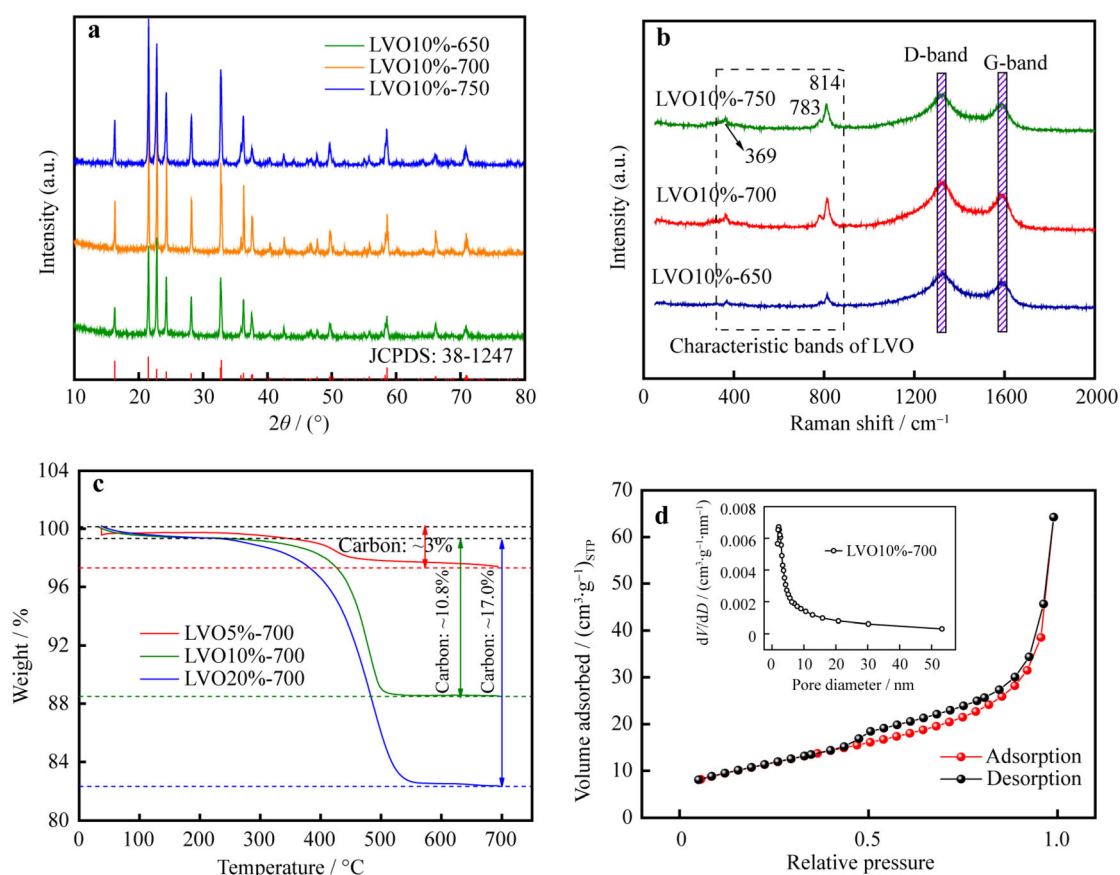 a
LVO10%-650
LVO10%-700
LVO10%-750
JCPDS: 38-1247
Intensity (a.u.)
10 20 30 40 50 60 70 80
2θ / (°)
b
D-band
G-band
814
783
LVO10%-750
369
LVO10%-700
LVO10%-650
Characteristic bands of LVO
Intensity (a.u.)
0 400 800 1200 1600 2000
Raman shift / cm⁻¹
c
104
100
96
92
88
84
80
Weight / %
Carbon: ~3%
Carbon: ~10.8%
Carbon: ~17.0%
LVO5%-700
LVO10%-700
LVO20%-700
0 100 200 300 400 500 600 700
Temperature / °C
d
70
60
50
40
30
20
10
0
Volume adsorbed / (cm³·g⁻¹)STP
0.008
0.006
0.004
0.002
0
dV/dD / (cm³·g⁻¹·nm⁻¹)
LVO10%-700
0 10 20 30 40 50
Pore diameter / nm
Adsorption
Desorption
0 0.5 1.0
Relative pressure